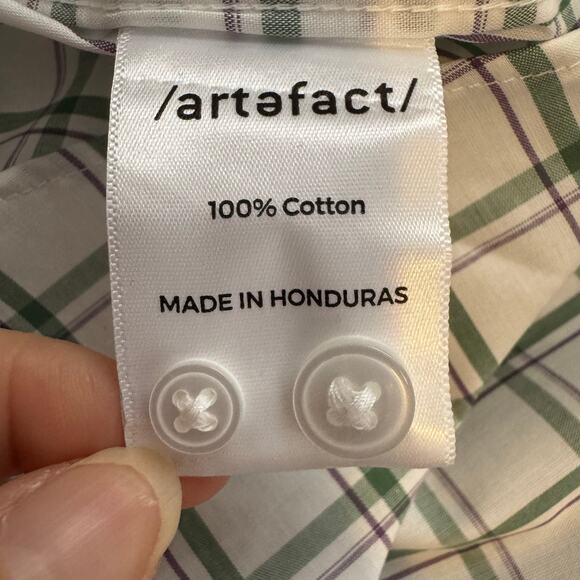 /artəfact/
100% Cotton
MADE IN HONDURAS